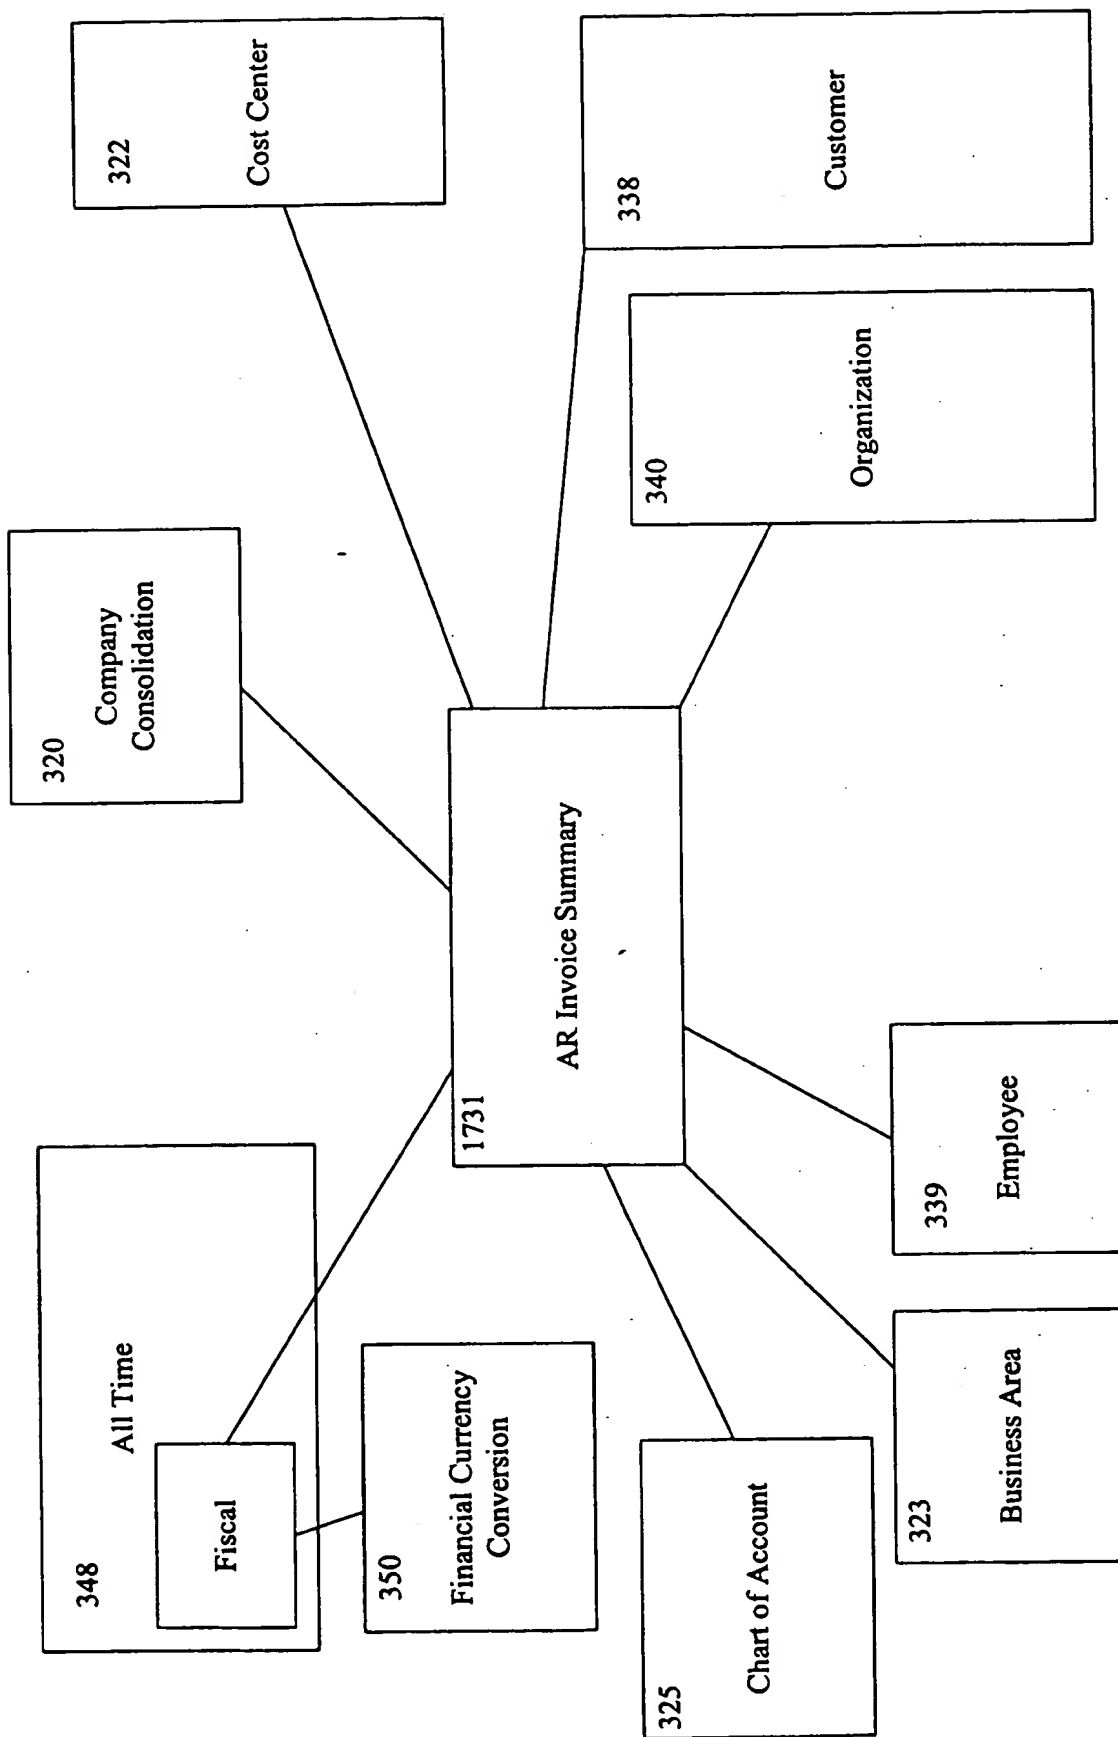 348
All Time
Fiscal
320
Company
Consolidation
322
Cost Center
350
Financial Currency
Conversion
1731
AR Invoice Summary
338
Customer
340
Organization
325
Chart of Account
323
Business Area
339
Employee